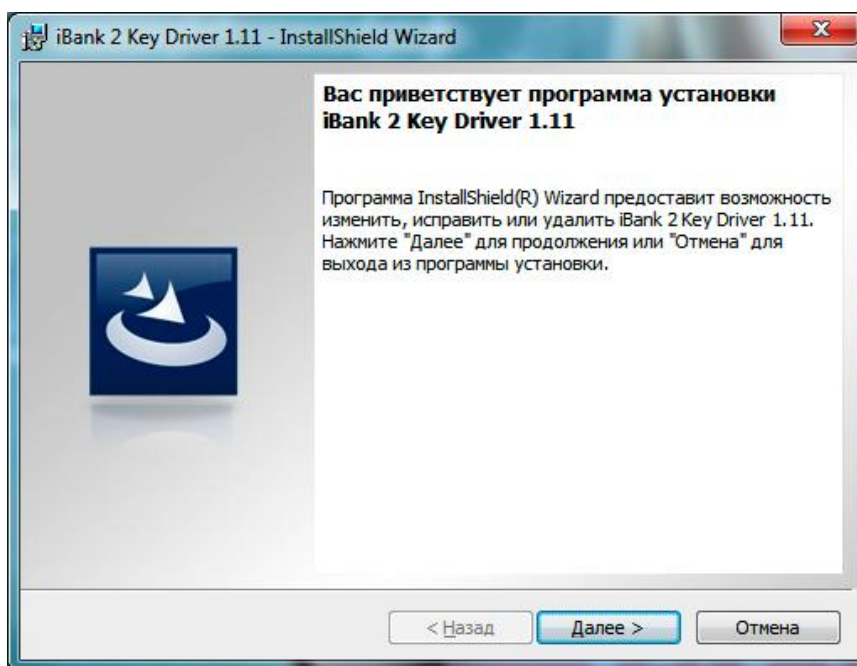 iBank 2 Key Driver 1.11 - InstallShield Wizard
Вас приветствует программа установки
iBank 2 Key Driver 1.11
Программа InstallShield(R) Wizard предоставит возможность
изменить, исправить или удалить iBank 2 Key Driver 1.11.
Нажмите "Далее" для продолжения или "Отмена" для
выхода из программы установки.
< Назад
Далее >
Отмена